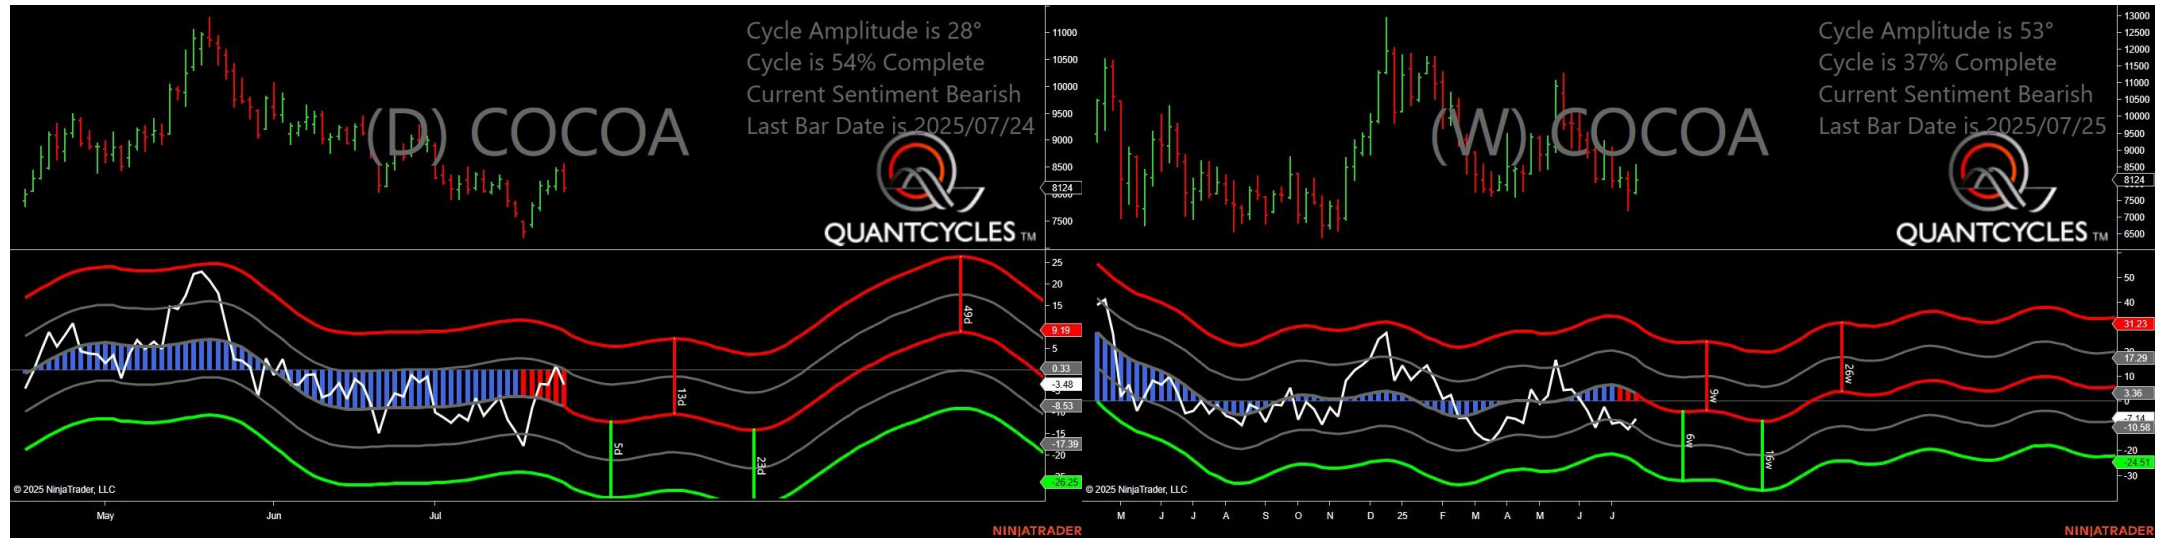 Cycle Amplitude is 28°
Cycle is 54% Complete
Current Sentiment Bearish
Last Bar Date is 2025/07/24
(D) COCOA
QUANTCYCLES TM
11000
10500
10000
9500
9000
8500
8124
8000
7500
25
20
15
9.19
5
0.33
-3.48
-8.53
-10
-15
-17.39
-20
-26.25
5d
13d
23d
49d
© 2025 NinjaTrader, LLC
May
Jun
Jul
NINJATRADER
Cycle Amplitude is 53°
Cycle is 37% Complete
Current Sentiment Bearish
Last Bar Date is 2025/07/25
(W) COCOA
QUANTCYCLES TM
13000
12500
12000
11500
11000
10500
10000
9500
9000
8500
8124
7500
7000
6500
50
40
31.23
20
17.29
10
3.36
0
-7.14
-10.58
-20
-24.51
-30
6w
9w
16w
26w
© 2025 NinjaTrader, LLC
M
J
J
A
S
O
N
D
25
F
M
A
M
J
J
NINJATRADER